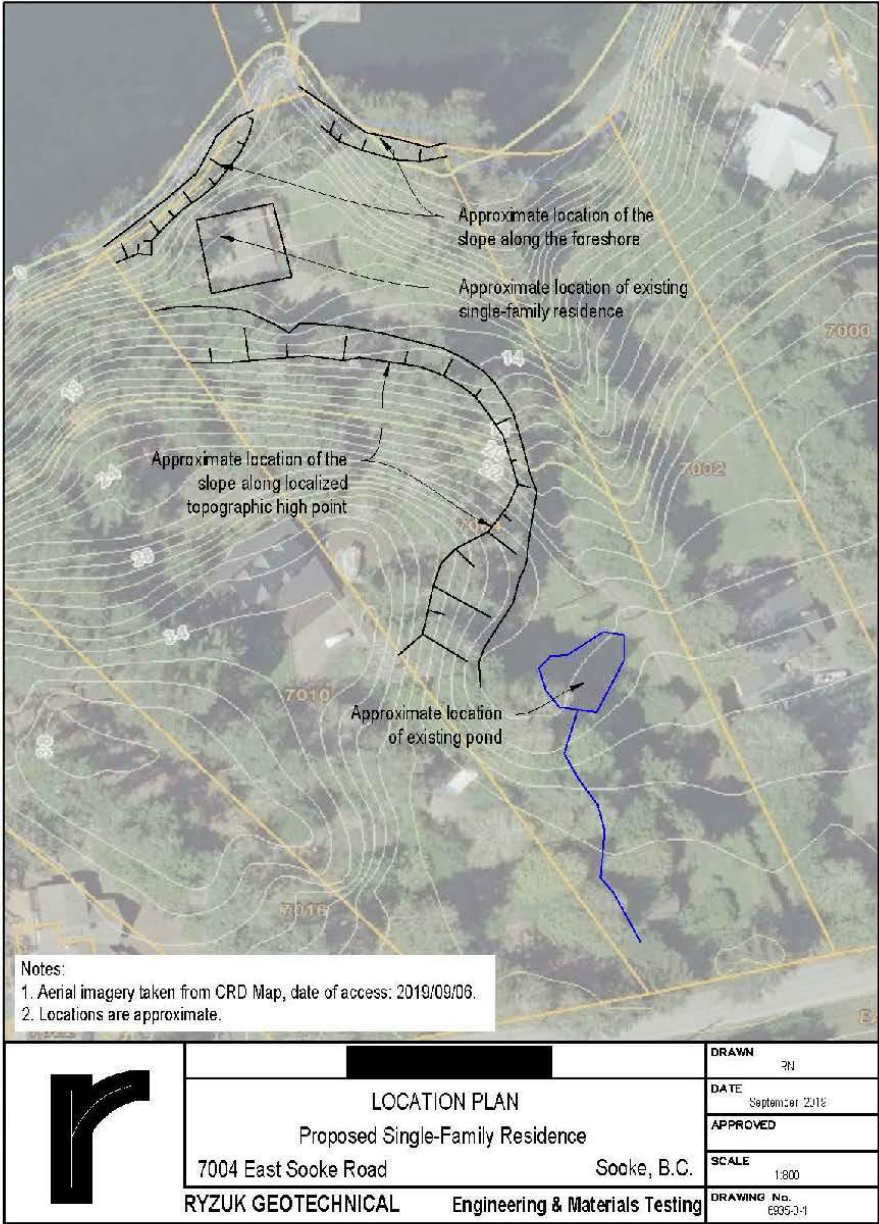 Approximate location of the
slope along the foreshore
Approximate location of existing
single-family residence
7000
14
18
Approximate location of the
slope along localized
topographic high point
7002
24
28
34
7010
Approximate location
of existing pond
7016
Notes:
1. Aerial imagery taken from CRD Map, date of access: 2019/09/06.
2. Locations are approximate.
LOCATION PLAN
Proposed Single-Family Residence
7004 East Sooke Road
Sooke, B.C.
RYZUK GEOTECHNICAL
Engineering & Materials Testing
DRAWN
RN
DATE
September 2019
APPROVED
SCALE
1:800
DRAWING No.
6935-3-1